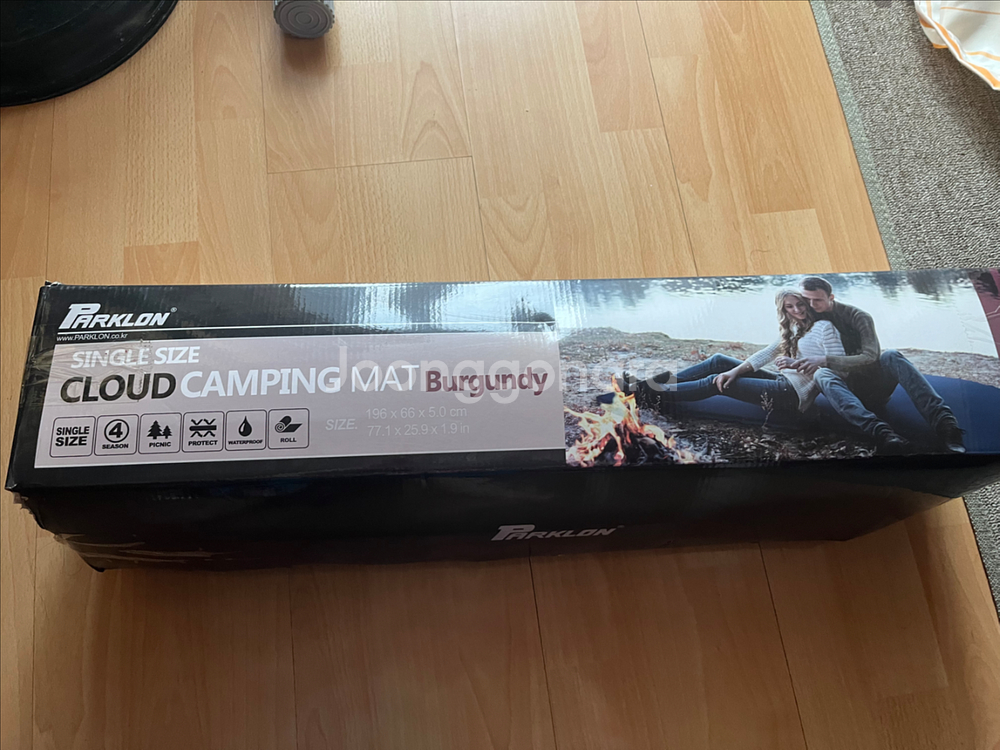 PARKLON®
www.PARKLON.co.kr
SINGLE SIZE
CLOUD CAMPING MAT Burgundy
SINGLE SIZE
4 SEASON
PICNIC
PROTECT
WATERPROOF
ROLL
SIZE.
196 x 66 x 5.0 cm
77.1 x 25.9 x 1.9 in
PARKLON®
Joonggonara